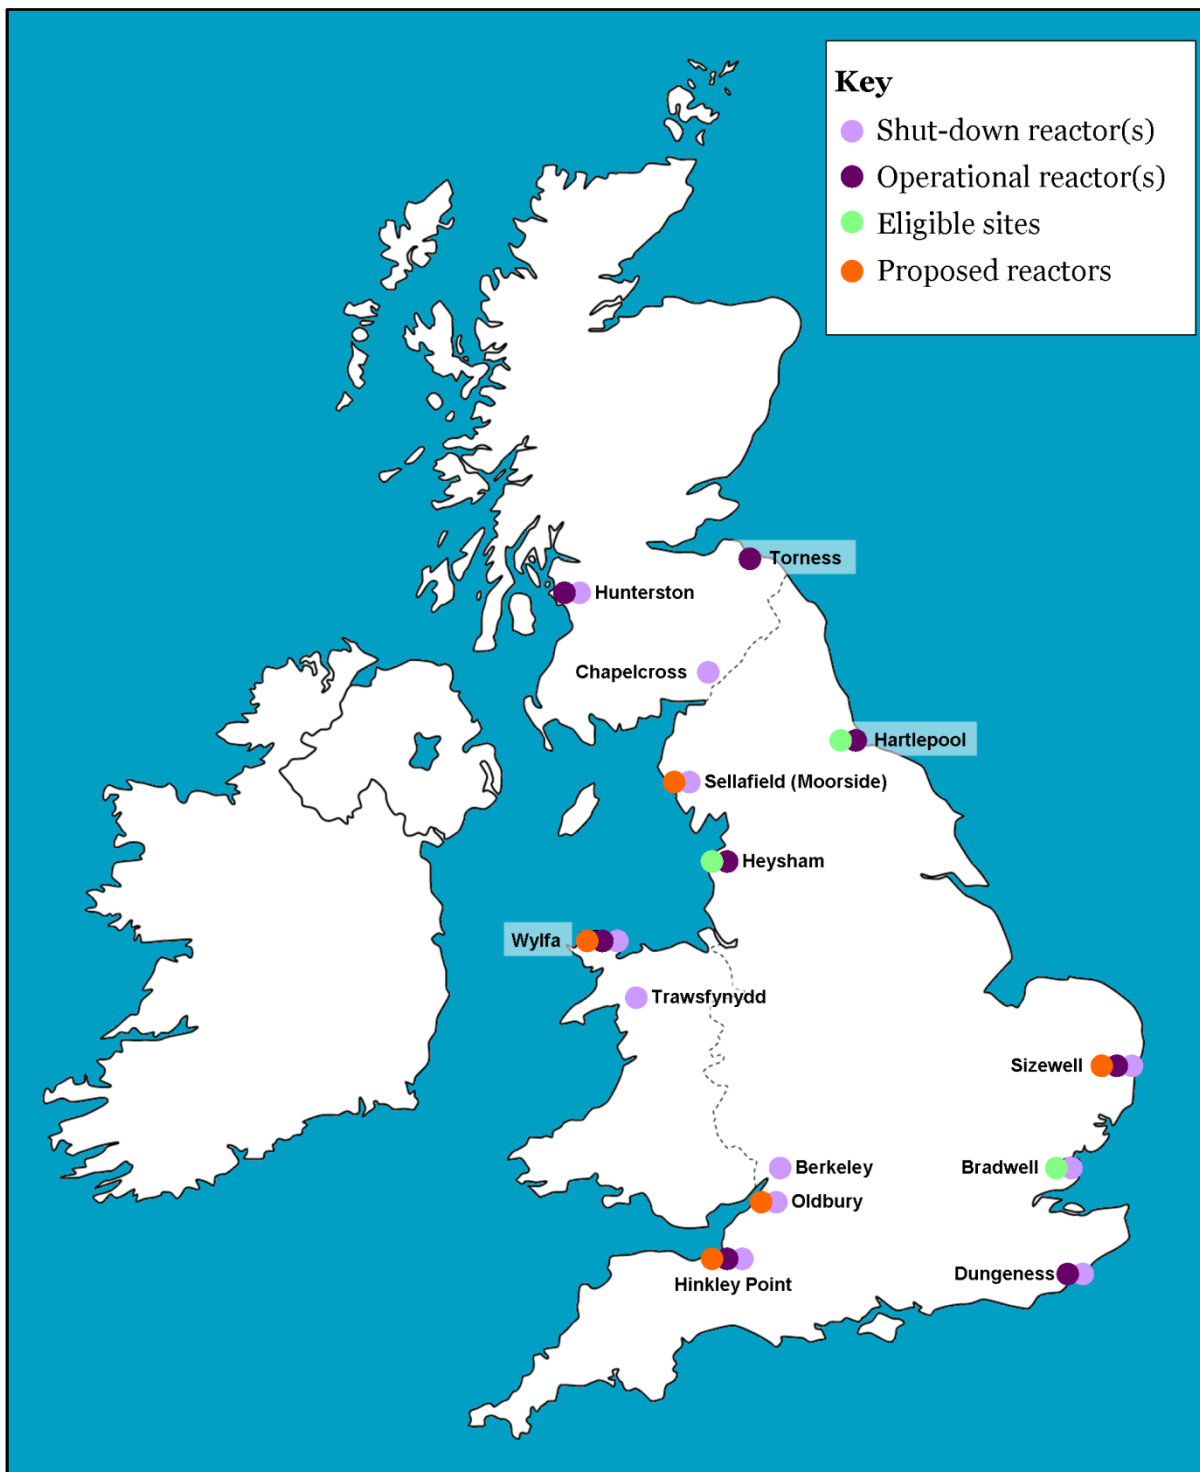 Key
Shut-down reactor(s)
Operational reactor(s)
Eligible sites
Proposed reactors
Torness
Hunterston
Chapelcross
Hartlepool
Sellafield (Moorside)
Heysham
Wylfa
Trawsfynydd
Sizewell
Berkeley
Bradwell
Oldbury
Dungeness
Hinkley Point